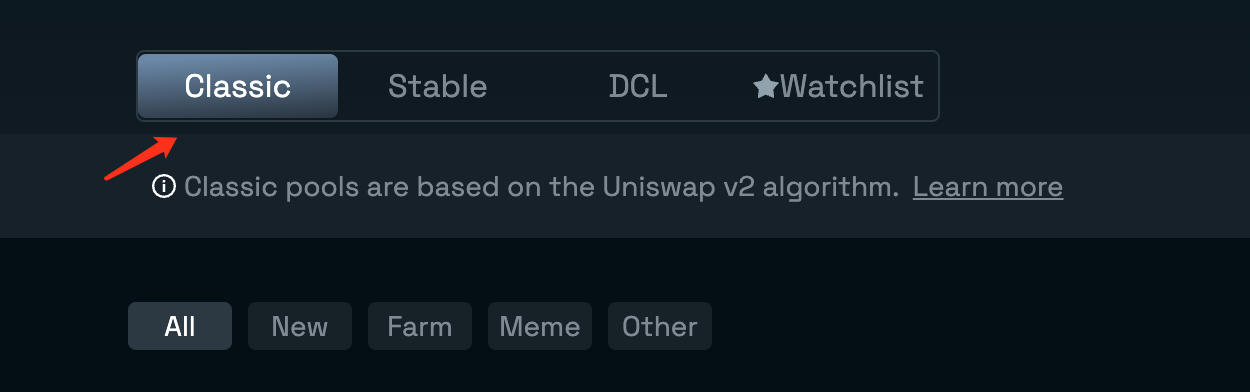 Classic Stable DCL Watchlist
Classic pools are based on the Uniswap v2 algorithm. Learn more
All New Farm Meme Other